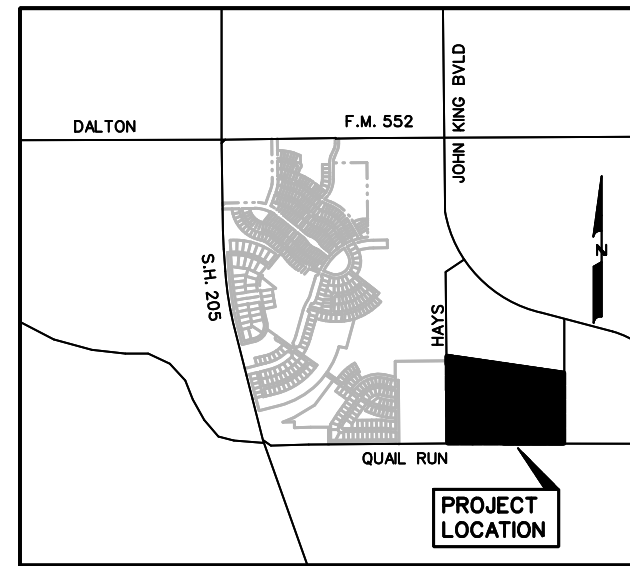 JOHN KING BVLD
DALTON
F.M. 552
S.H. 205
N
HAYS
QUAIL RUN
PROJECT
LOCATION